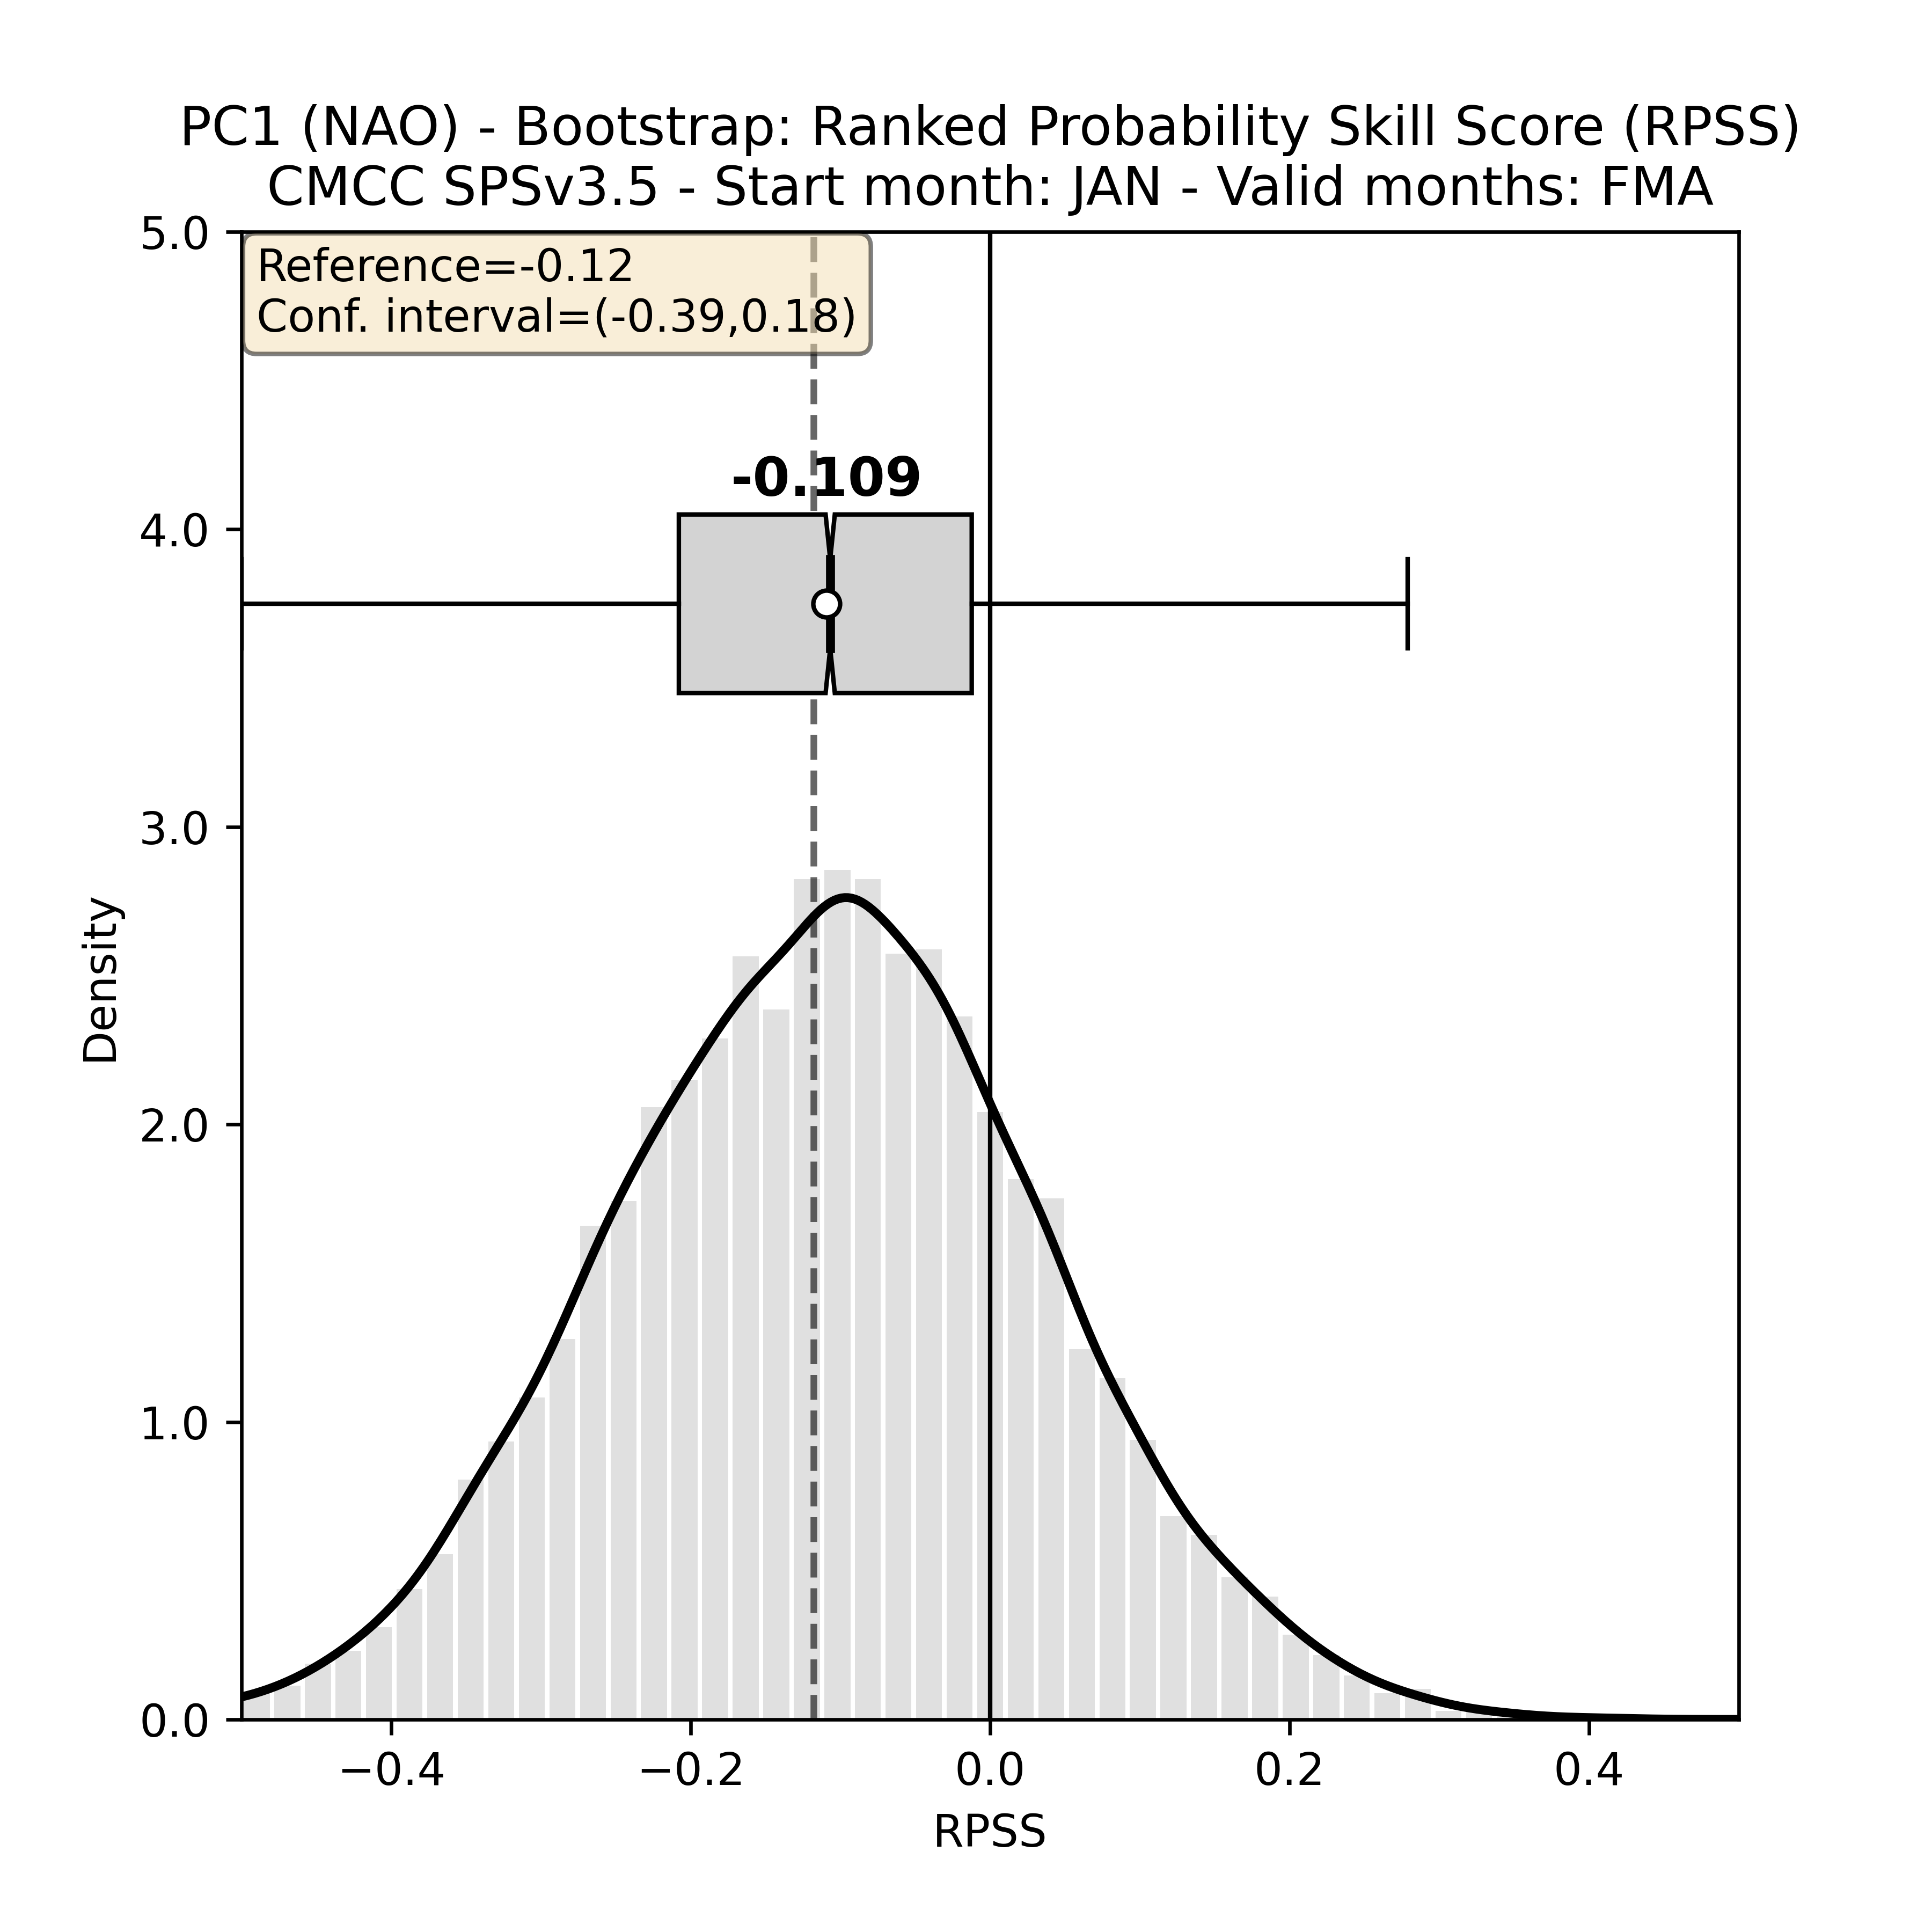 PC1 (NAO) - Bootstrap: Ranked Probability Skill Score (RPSS)
CMCC SPSv3.5 - Start month: JAN - Valid months: FMA
5.0
Reference=-0.12
Conf. interval=(-0.39,0.18)
-0.109
4.0
3.0
Density
2.0
1.0
0.0
−0.4 −0.2 0.0 0.2 0.4
RPSS